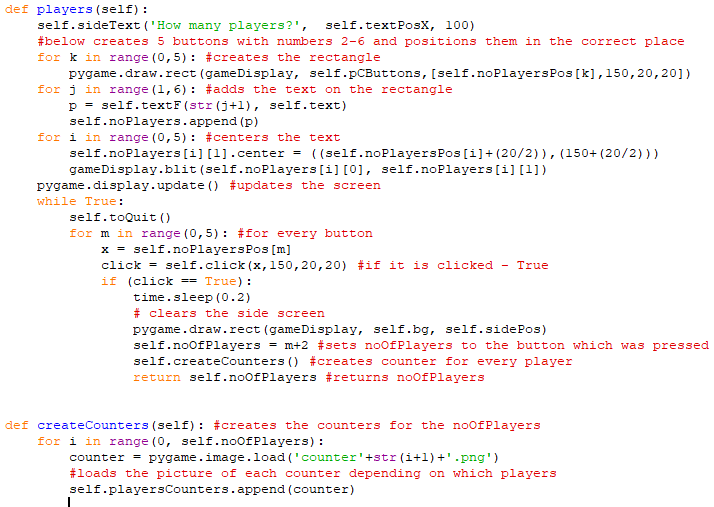 def players(self):
    self.sideText('How many players?',  self.textPosX, 100)
    #below creates 5 buttons with numbers 2-6 and positions them in the correct place
    for k in range(0,5): #creates the rectangle
        pygame.draw.rect(gameDisplay, self.pCButtons,[self.noPlayersPos[k],150,20,20])
    for j in range(1,6): #adds the text on the rectangle
        p = self.textF(str(j+1), self.text)
        self.noPlayers.append(p)
    for i in range(0,5): #centers the text
        self.noPlayers[i][1].center = ((self.noPlayersPos[i]+(20/2)),(150+(20/2)))
        gameDisplay.blit(self.noPlayers[i][0], self.noPlayers[i][1])
    pygame.display.update() #updates the screen
    while True:
        self.toQuit()
        for m in range(0,5): #for every button
            x = self.noPlayersPos[m]
            click = self.click(x,150,20,20) #if it is clicked - True
            if (click == True):
                time.sleep(0.2)
                # clears the side screen
                pygame.draw.rect(gameDisplay, self.bg, self.sidePos)
                self.noOfPlayers = m+2 #sets noOfPlayers to the button which was pressed
                self.createCounters() #creates counter for every player
                return self.noOfPlayers #returns noOfPlayers
def createCounters(self): #creates the counters for the noOfPlayers
    for i in range(0, self.noOfPlayers):
        counter = pygame.image.load('counter'+str(i+1)+'.png')
        #loads the picture of each counter depending on which players
        self.playersCounters.append(counter)